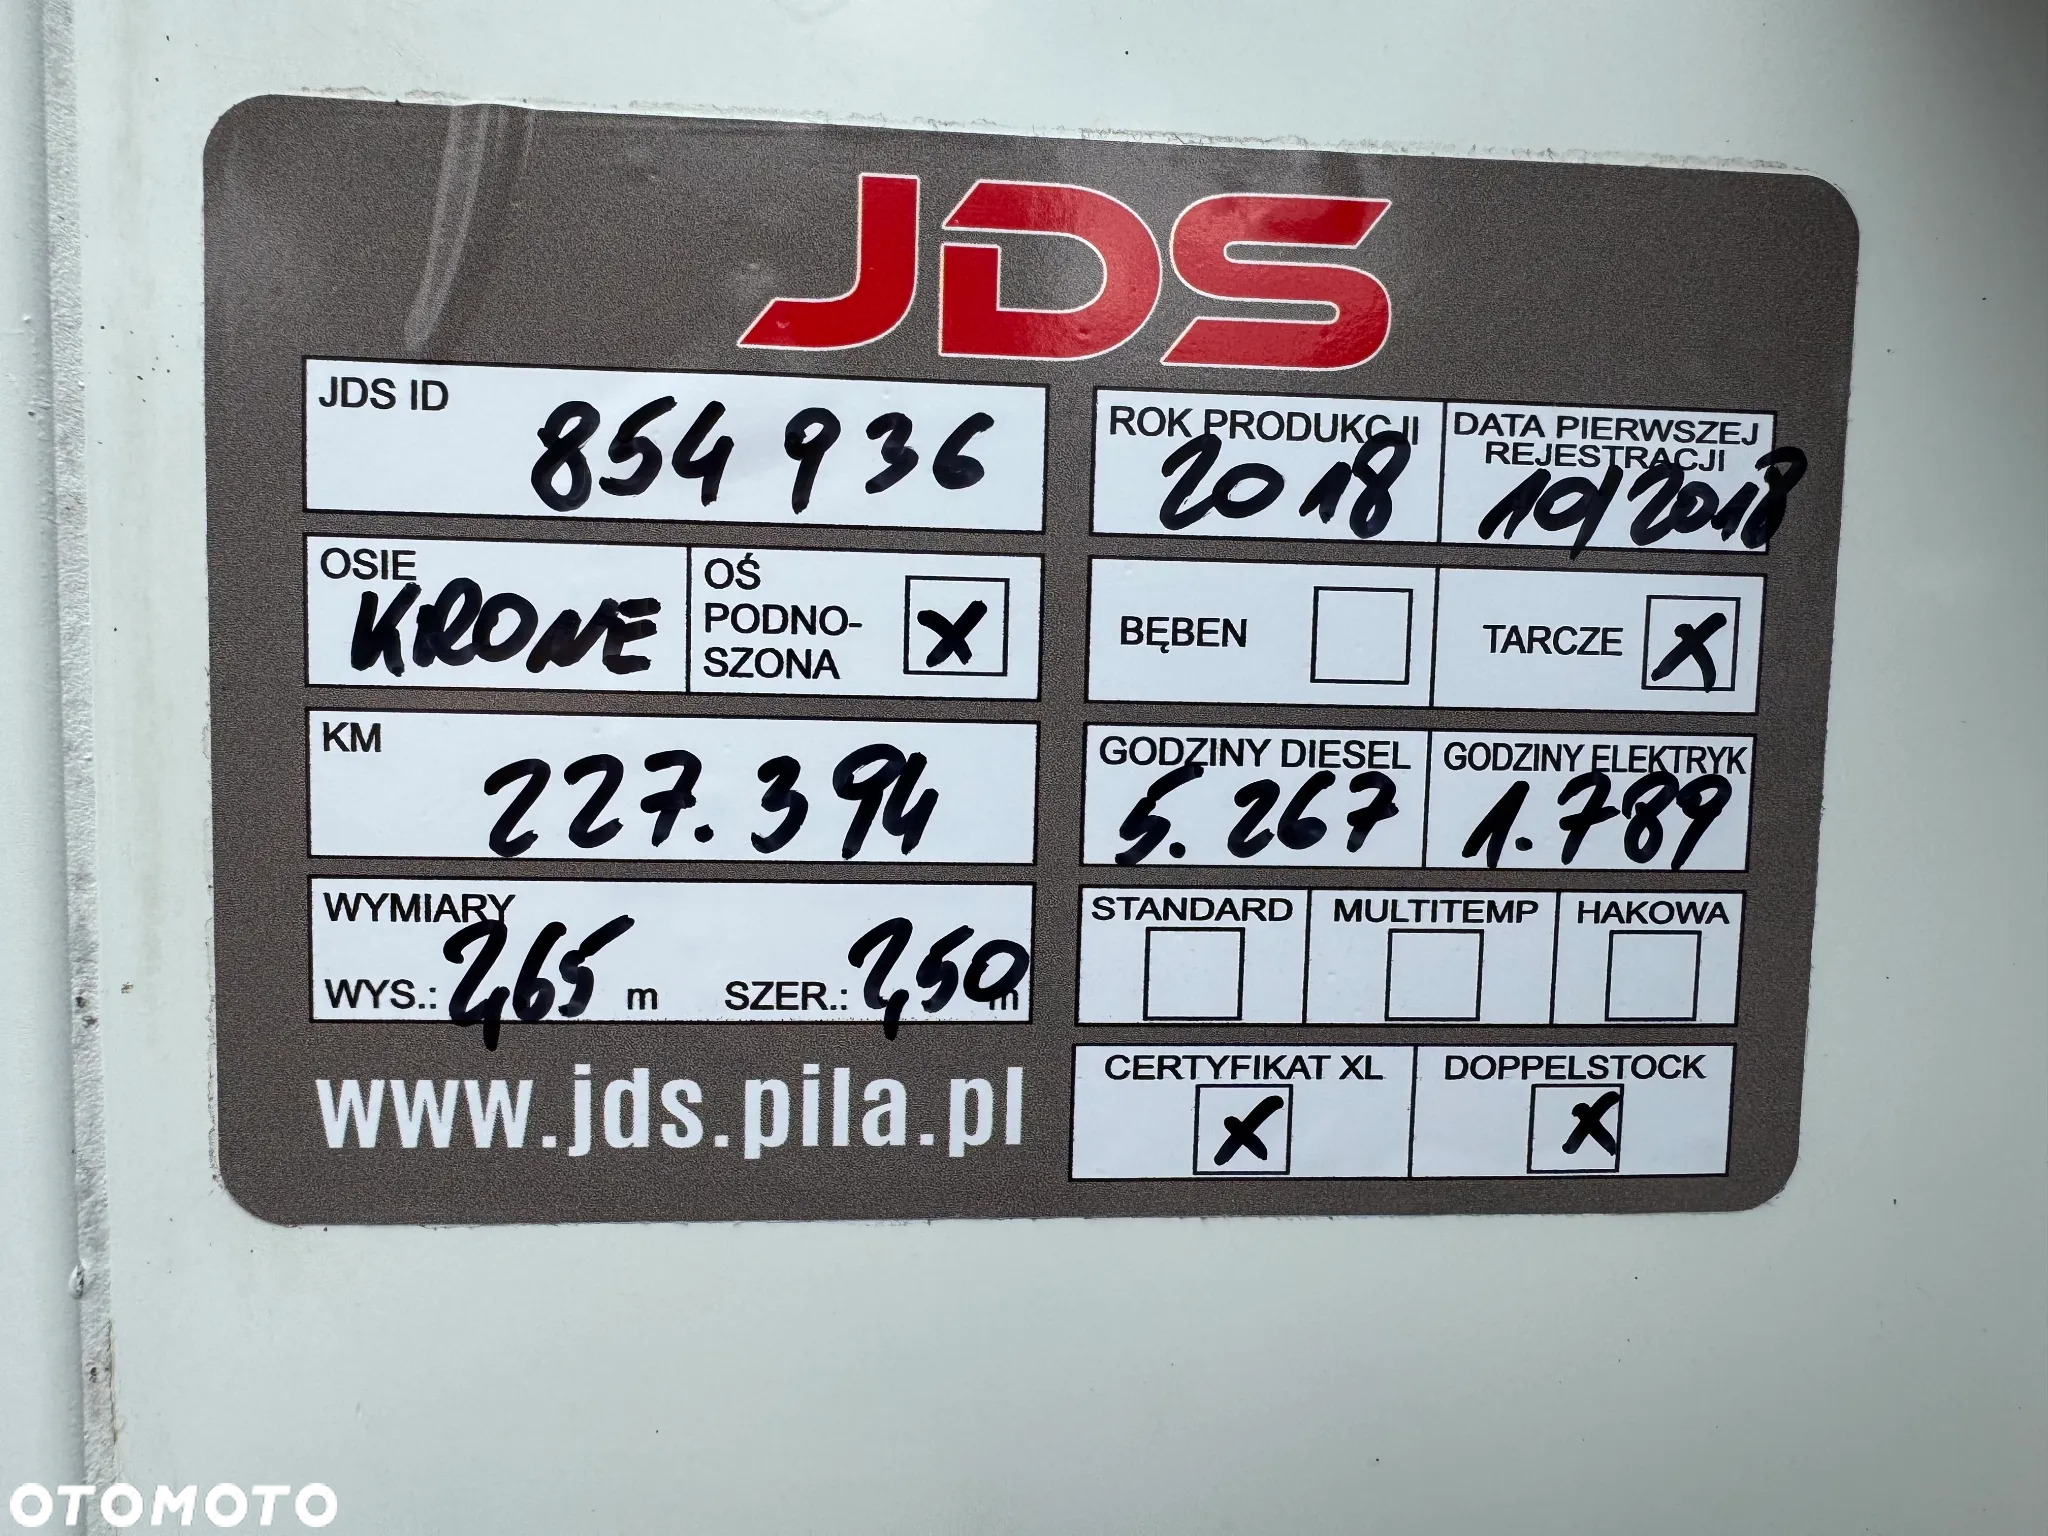 JDS
JDS ID
854 936
ROK PRODUKCJI
2018
DATA PIERWSZEJ
REJESTRACJI
10/2018
OSIE
KRONE
OŚ
PODNO-
SZONA
X
BĘBEN
TARCZE X
KM
227.394
GODZINY DIESEL
5.267
GODZINY ELEKTRYK
1.789
WYMIARY
WYS.: 2,65 m SZER.: 2,50 m
STANDARD
MULTITEMP
HAKOWA
CERTYFIKAT XL
X
DOPPELSTOCK
X
www.jds.pila.pl
OTOMOTO